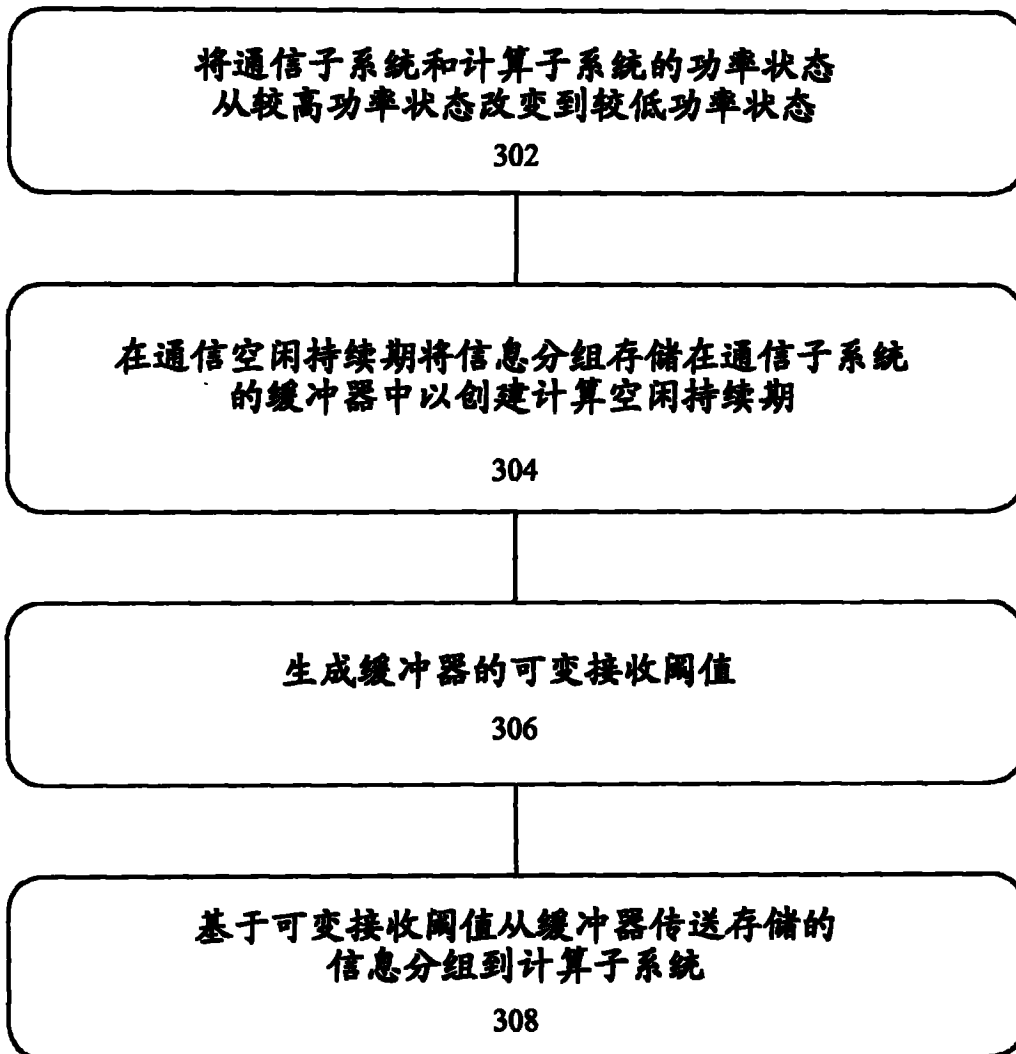 将通信子系统和计算子系统的功率状态
从较高功率状态改变到较低功率状态
302
在通信空闲持续期将信息分组存储在通信子系统
的缓冲器中以创建计算空闲持续期
304
生成缓冲器的可变接收阈值
306
基于可变接收阈值从缓冲器传送存储的
信息分组到计算子系统
308